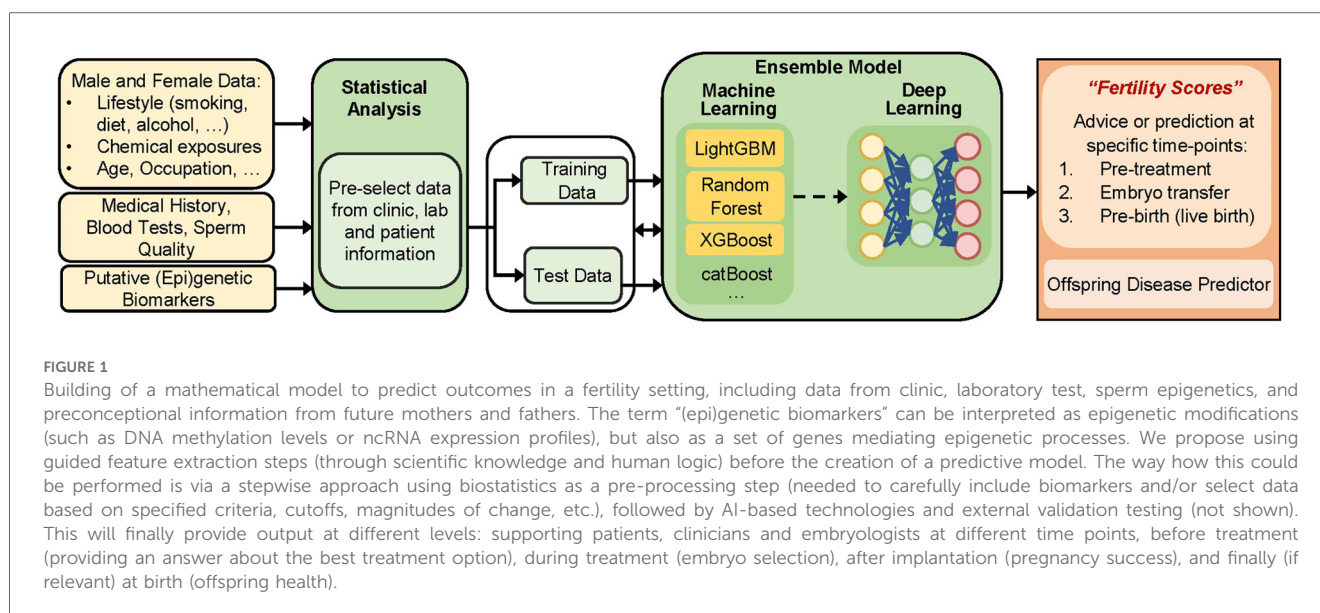 Male and Female Data:
• Lifestyle (smoking,
diet, alcohol, ...)
• Chemical exposures
• Age, Occupation, ...
Medical History,
Blood Tests, Sperm
Quality
Putative (Epi)genetic
Biomarkers
Statistical
Analysis
Pre-select data
from clinic, lab
and patient
information
Training
Data
Test Data
Ensemble Model
Machine
Learning
LightGBM
Random
Forest
XGBoost
catBoost
...
Deep
Learning
"Fertility Scores"
Advice or prediction at
specific time-points:
1. Pre-treatment
2. Embryo transfer
3. Pre-birth (live birth)
Offspring Disease Predictor
FIGURE 1
Building of a mathematical model to predict outcomes in a fertility setting, including data from clinic, laboratory test, sperm epigenetics, and
preconceptional information from future mothers and fathers. The term "(epi)genetic biomarkers" can be interpreted as epigenetic modifications
(such as DNA methylation levels or ncRNA expression profiles), but also as a set of genes mediating epigenetic processes. We propose using
guided feature extraction steps (through scientific knowledge and human logic) before the creation of a predictive model. The way how this could
be performed is via a stepwise approach using biostatistics as a pre-processing step (needed to carefully include biomarkers and/or select data
based on specified criteria, cutoffs, magnitudes of change, etc.), followed by AI-based technologies and external validation testing (not shown).
This will finally provide output at different levels: supporting patients, clinicians and embryologists at different time points, before treatment
(providing an answer about the best treatment option), during treatment (embryo selection), after implantation (pregnancy success), and finally (if
relevant) at birth (offspring health).